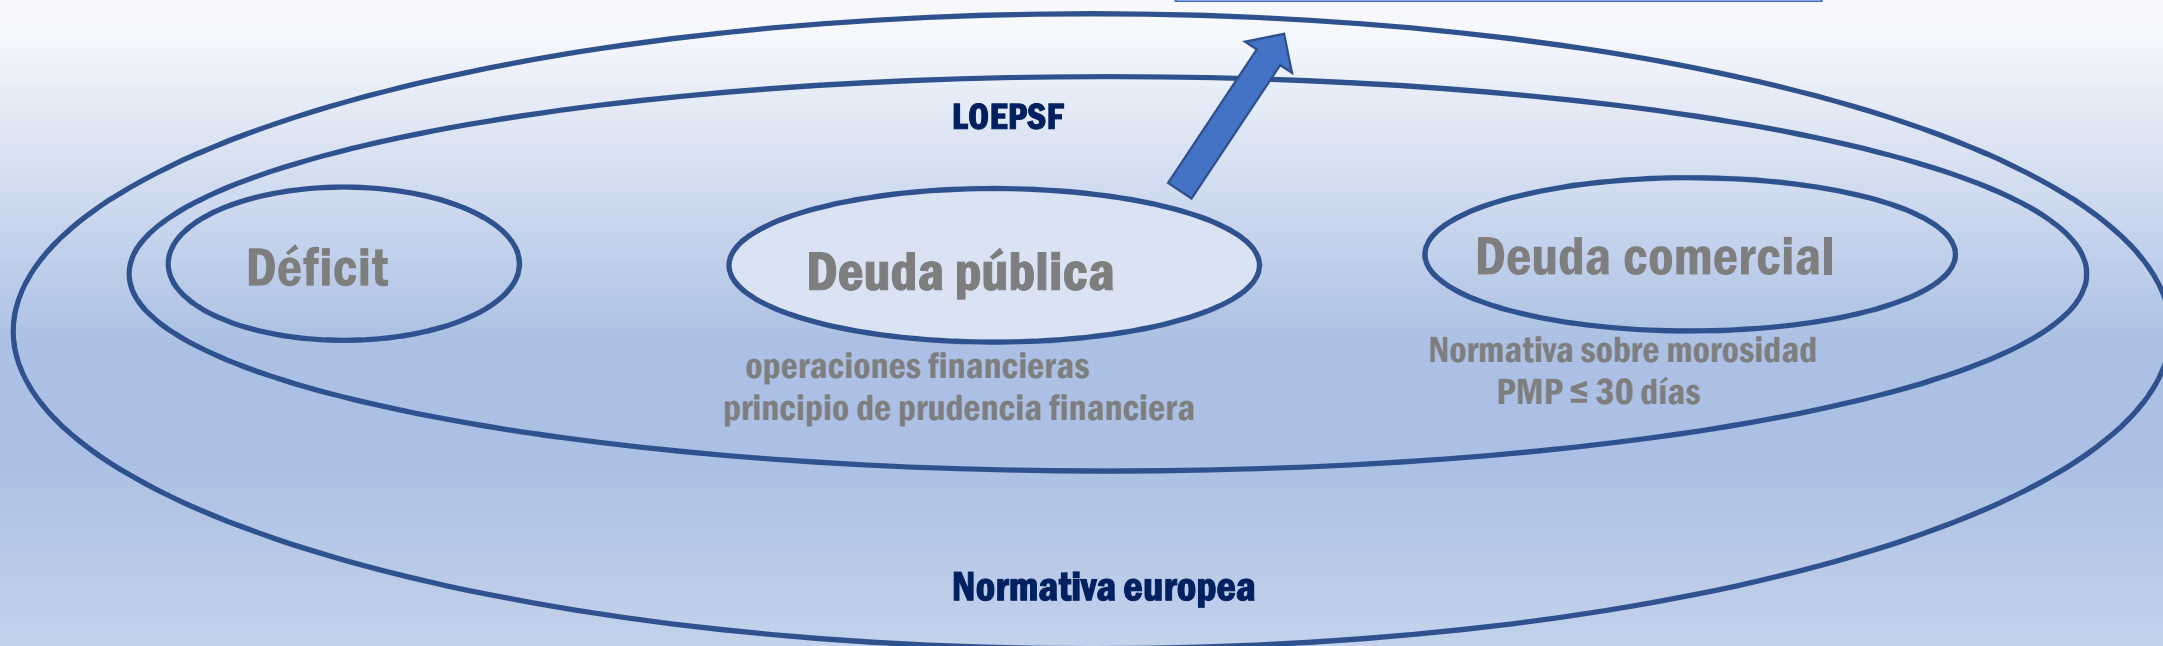 LOEPSF
Déficit
Deuda pública
Deuda comercial
operaciones financieras
principio de prudencia financiera
Normativa sobre morosidad
PMP ≤ 30 días
Normativa europea